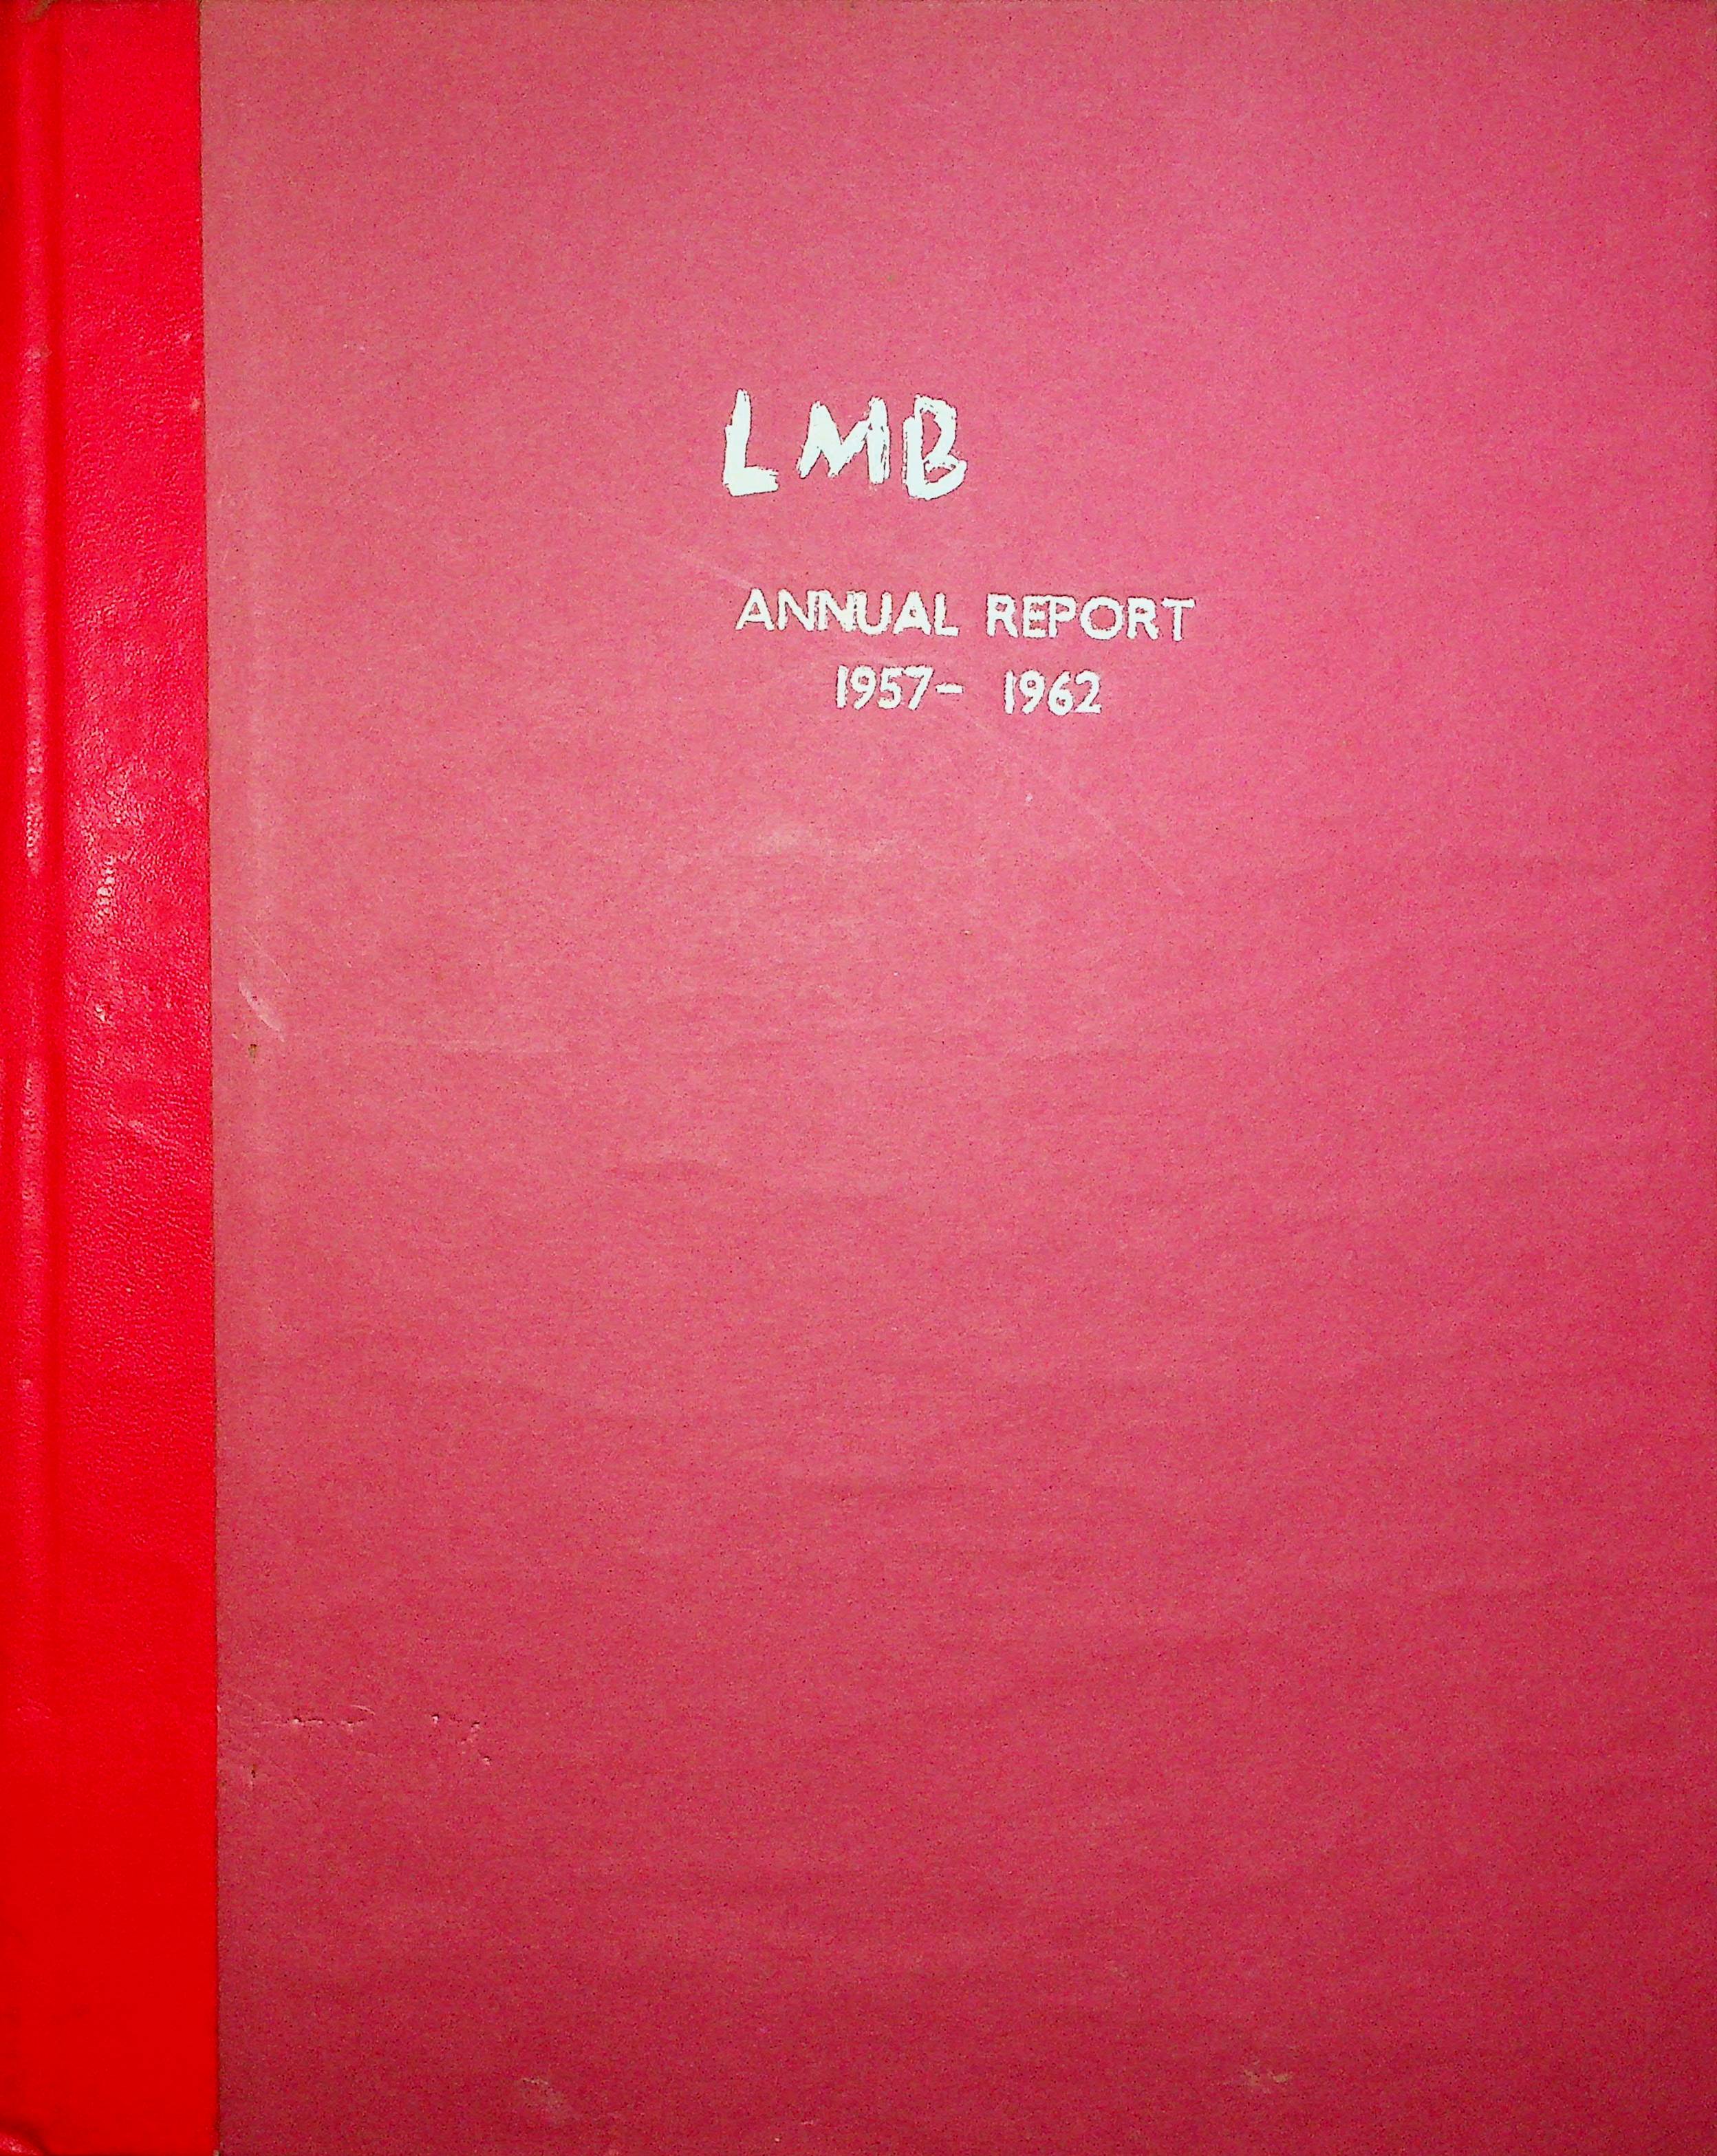 LMB
ANNUAL REPORT
1957- 1962